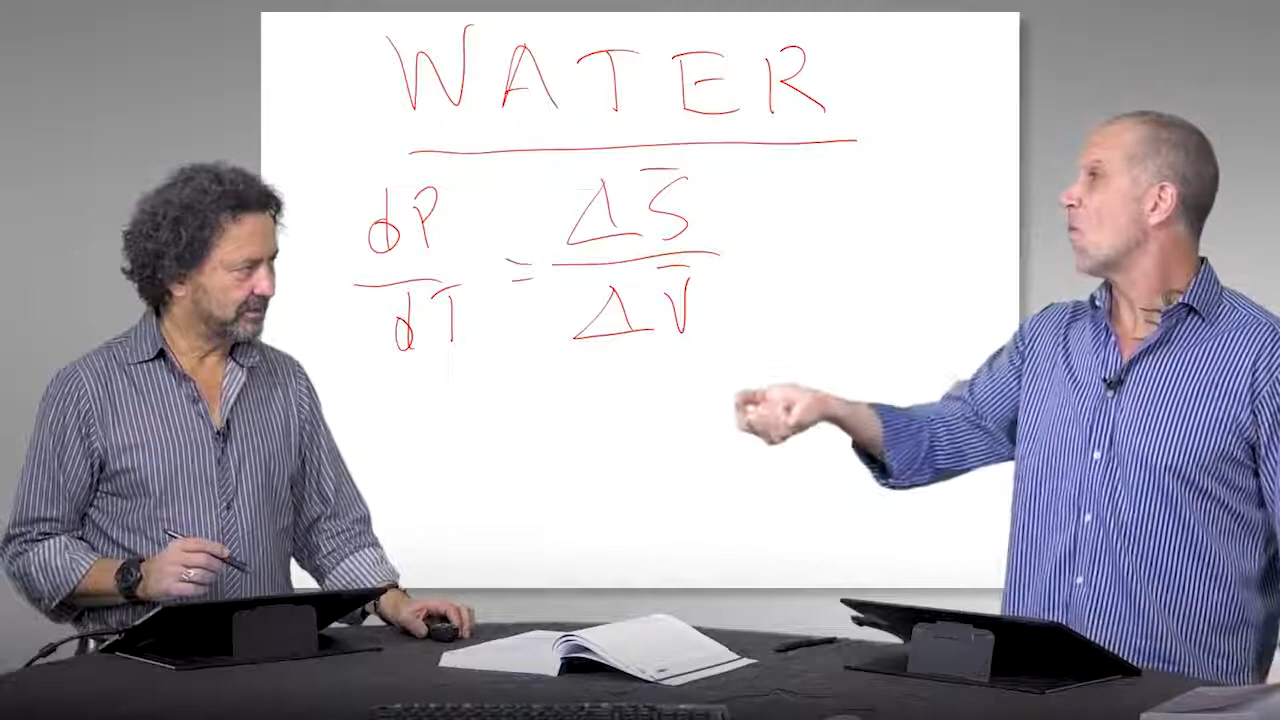 WATER
dP/dT = ΔS̅/ΔV̅